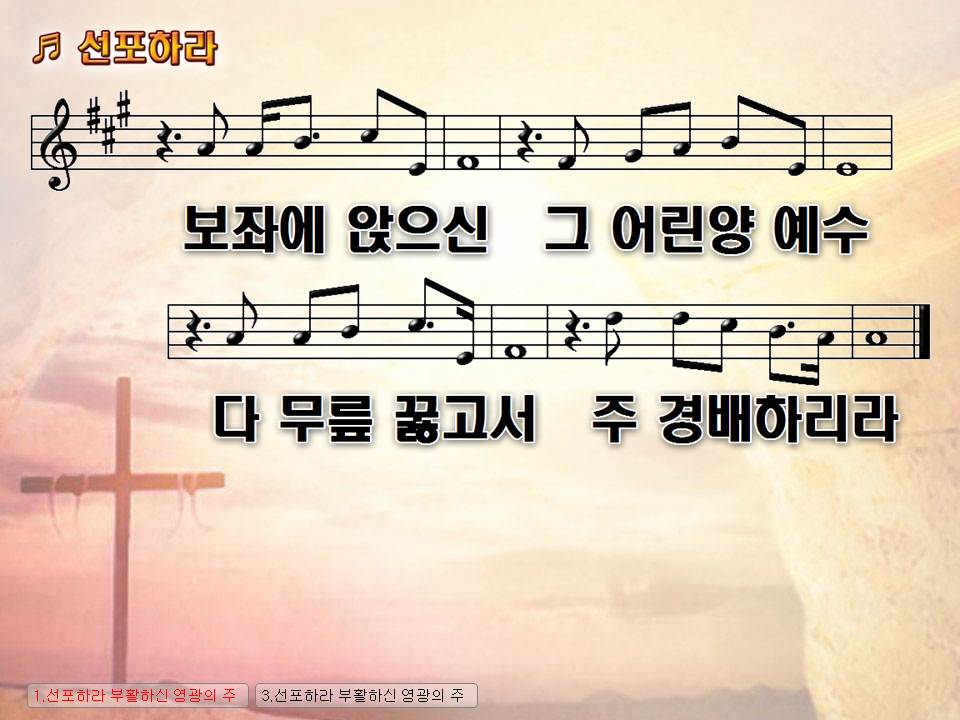 ♬ 선포하라
보좌에 앉으신 그 어린양 예수
다 무릎 꿇고서 주 경배하리라
1.선포하라 부활하신 영광의 주 3.선포하라 부활하신 영광의 주